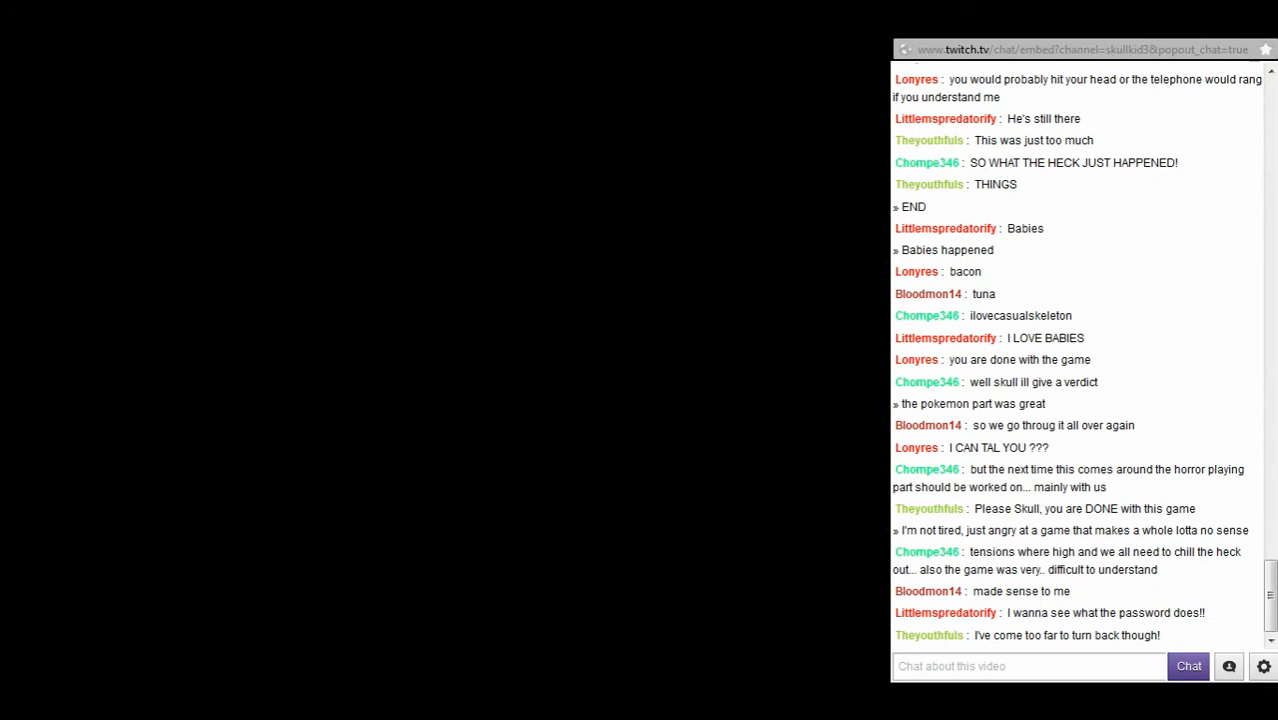 www.twitch.tv/chat/embed?channel=skullkid3&popout_chat=true
Lonyres : you would probably hit your head or the telephone would rang
if you understand me
Littlemspredatorify : He's still there
Theyouthfuls : This was just too much
Chompe346 : SO WHAT THE HECK JUST HAPPENED!
Theyouthfuls : THINGS
» END
Littlemspredatorify : Babies
» Babies happened
Lonyres : bacon
Bloodmon14 : tuna
Chompe346 : ilovecasualskeleton
Littlemspredatorify : I LOVE BABIES
Lonyres : you are done with the game
Chompe346 : well skull ill give a verdict
» the pokemon part was great
Bloodmon14 : so we go throug it all over again
Lonyres : I CAN TAL YOU ???
Chompe346 : but the next time this comes around the horror playing
part should be worked on... mainly with us
Theyouthfuls : Please Skull, you are DONE with this game
» I'm not tired, just angry at a game that makes a whole lotta no sense
Chompe346 : tensions where high and we all need to chill the heck
out... also the game was very.. difficult to understand
Bloodmon14 : made sense to me
Littlemspredatorify : I wanna see what the password does!!
Theyouthfuls : I've come too far to turn back though!
Chat about this video
Chat